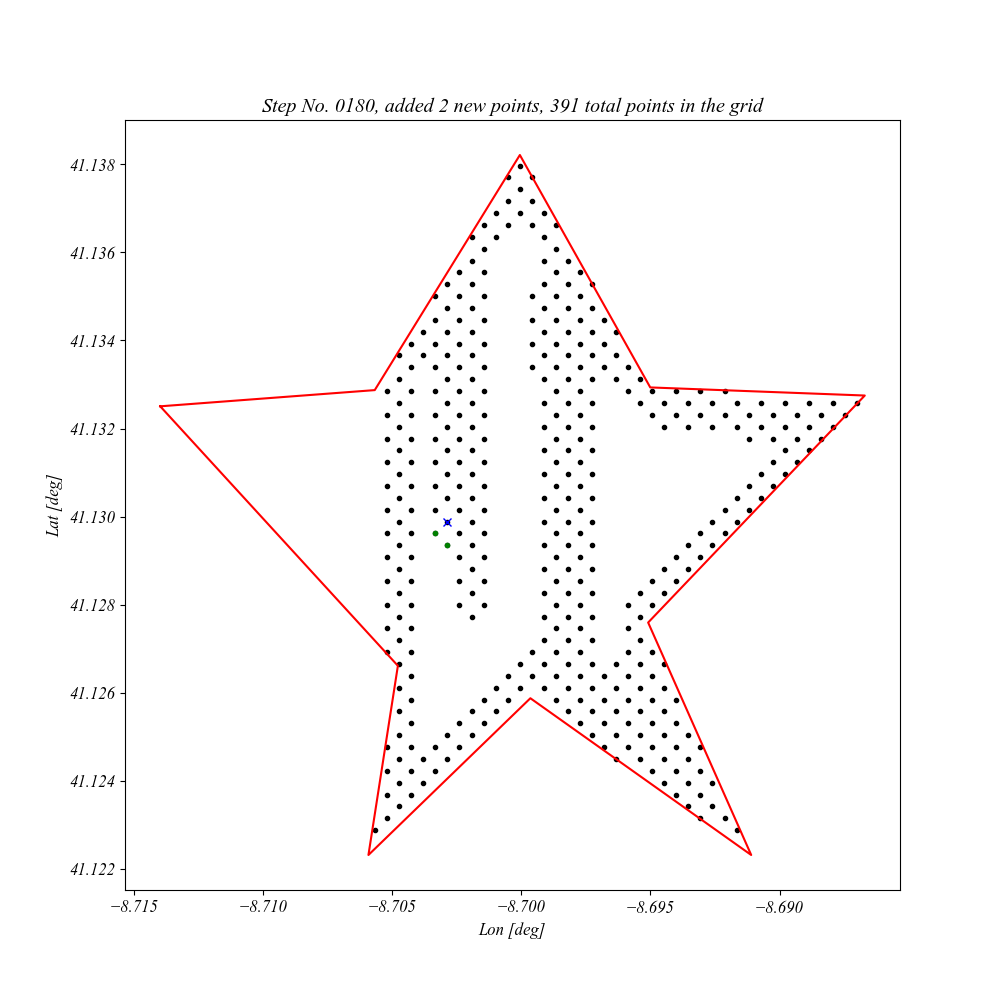 Step No. 0180, added 2 new points, 391 total points in the grid
41.138
41.136
41.134
41.132
41.130
41.128
41.126
41.124
41.122
Lat [deg]
−8.715 −8.710 −8.705 −8.700 −8.695 −8.690
Lon [deg]